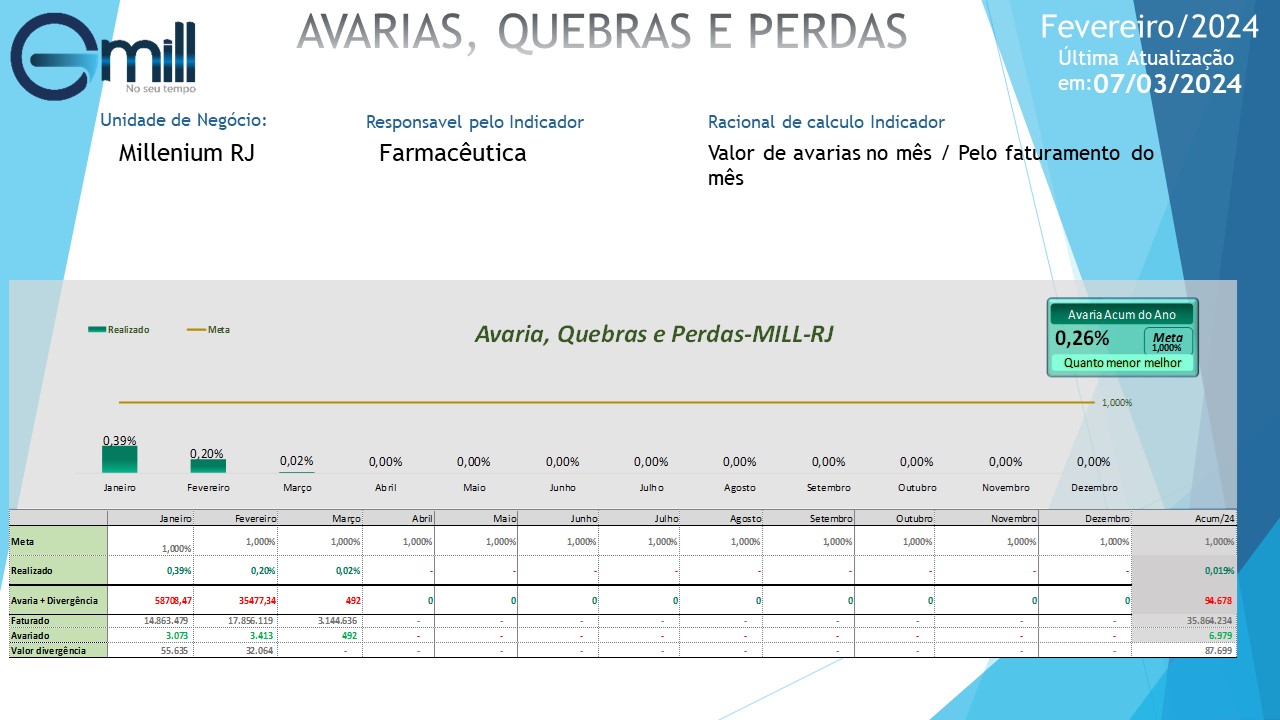 Gmill
No seu tempo
AVARIAS, QUEBRAS E PERDAS
Fevereiro/2024
Última Atualização
em:07/03/2024
Unidade de Negócio:
Millenium RJ
Responsavel pelo Indicador
Farmacêutica
Racional de calculo Indicador
Valor de avarias no mês / Pelo faturamento do
mês
Realizado Meta
Avaria, Quebras e Perdas-MILL-RJ
Avaria Acum do Ano
0,26% Meta
1,000%
Quanto menor melhor
1,000%
0,39% 0,20% 0,02% 0,00% 0,00% 0,00% 0,00% 0,00% 0,00% 0,00% 0,00% 0,00%
Janeiro Fevereiro Março Abril Maio Junho Julho Agosto Setembro Outubro Novembro Dezembro
Janeiro Fevereiro Março Abril Maio Junho Julho Agosto Setembro Outubro Novembro Dezembro Acum/24
Meta 1,000% 1,000% 1,000% 1,000% 1,000% 1,000% 1,000% 1,000% 1,000% 1,000% 1,000% 1,000% 1,000%
Realizado 0,39% 0,20% 0,02% - - - - - - - - - 0,019%
Avaria + Divergência 58708,47 35477,34 492 0 0 0 0 0 0 0 0 0 94.678
Faturado 14.863.479 17.856.119 3.144.636 - - - - - - - - - 35.864.234
Avariado 3.073 3.413 492 - - - - - - - - - 6.979
Valor divergência 55.635 32.064 - - - - - - - - - - 87.699